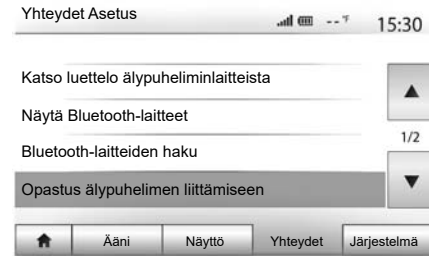 Yhteydet Asetus
-- °F 15:30
Katso luettelo älypuheliminlaitteista
Näytä Bluetooth-laitteet
1/2
Bluetooth-laitteiden haku
Opastus älypuhelimen liittämiseen
Ääni Näyttö Yhteydet Järjestelmä